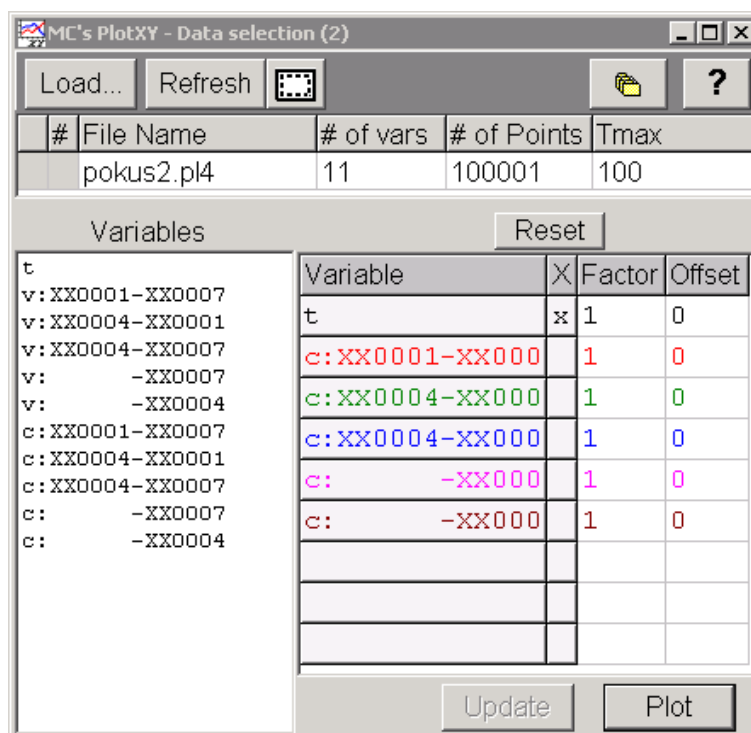 MC's PlotXY - Data selection (2)
Load... Refresh ?
# File Name # of vars # of Points Tmax
pokus2.pl4 11 100001 100
Variables Reset
t
v:XX0001-XX0007
v:XX0004-XX0001
v:XX0004-XX0007
v: -XX0007
v: -XX0004
c:XX0001-XX0007
c:XX0004-XX0001
c:XX0004-XX0007
c: -XX0007
c: -XX0004
Variable X Factor Offset
t x 1 0
c:XX0001-XX000 1 0
c:XX0004-XX000 1 0
c:XX0004-XX000 1 0
c: -XX000 1 0
c: -XX000 1 0
Update Plot